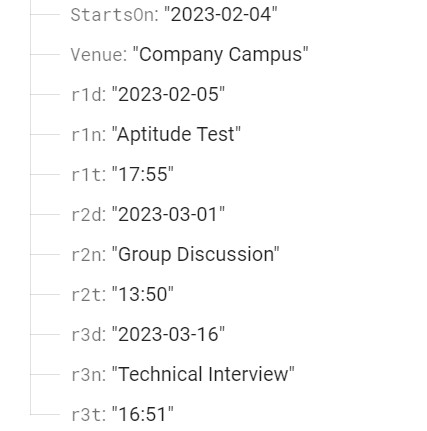 StartsOn: "2023-02-04"
Venue: "Company Campus"
r1d: "2023-02-05"
r1n: "Aptitude Test"
r1t: "17:55"
r2d: "2023-03-01"
r2n: "Group Discussion"
r2t: "13:50"
r3d: "2023-03-16"
r3n: "Technical Interview"
r3t: "16:51"